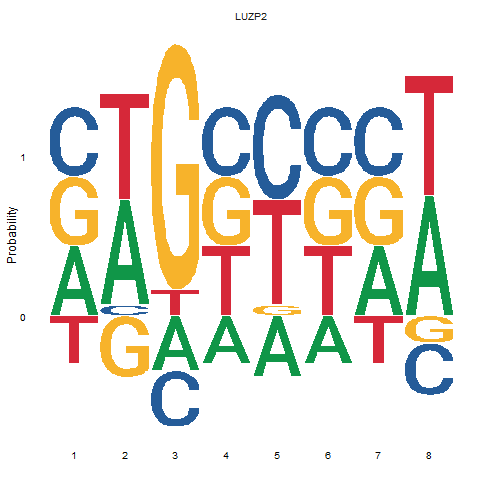 LUZP2
Probability
1
0
C T G C C C C T
G A T G T G G A
A C A T G T A G
T G C A A A T C
1 2 3 4 5 6 7 8